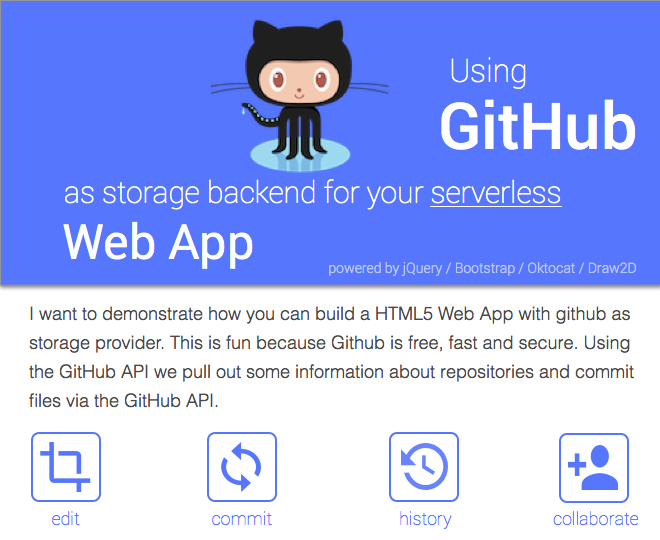 Using
GitHub
as storage backend for your serverless
Web App
powered by jQuery / Bootstrap / Oktocat / Draw2D
I want to demonstrate how you can build a HTML5 Web App with github as
storage provider. This is fun because Github is free, fast and secure. Using
the GitHub API we pull out some information about repositories and commit
files via the GitHub API.
edit
commit
history
collaborate